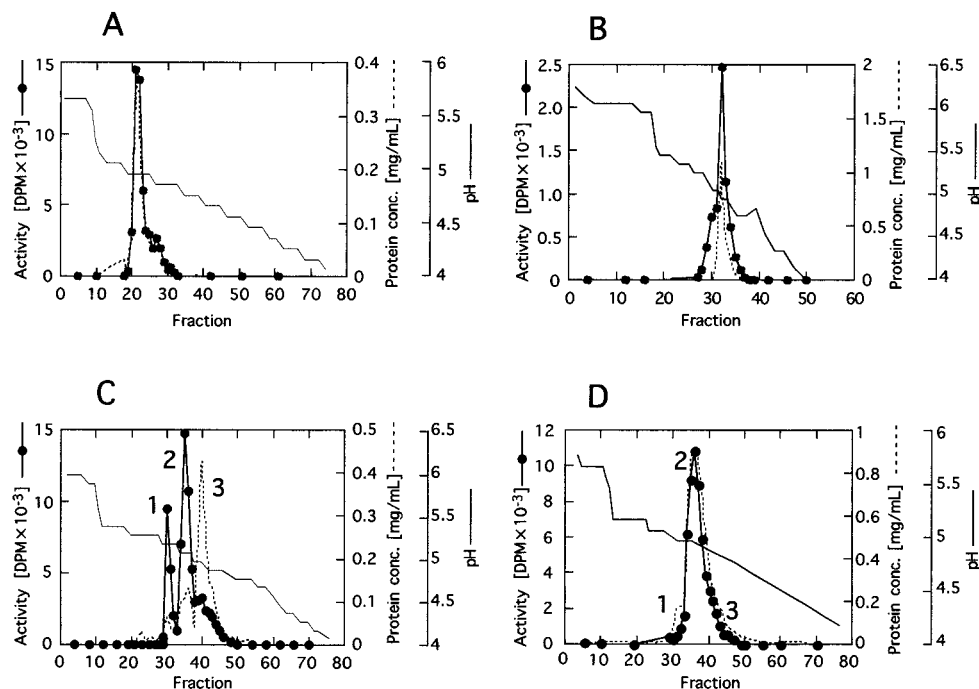 A
Activity [DPM×10⁻³]
15
10
5
0
0 10 20 30 40 50 60 70 80
Fraction
0.4
0.3
0.2
0.1
0
Protein conc. [mg/mL]
6
5.5
5
4.5
4
pH
B
Activity [DPM×10⁻³]
2.5
2.0
1.5
1.0
0.5
0.0
0 10 20 30 40 50 60
Fraction
2
1.5
1
0.5
0
Protein conc. [mg/mL]
6.5
6
5.5
5
4.5
4
pH
C
Activity [DPM×10⁻³]
15
10
5
0
1
2
3
0 10 20 30 40 50 60 70 80
Fraction
0.5
0.4
0.3
0.2
0.1
0
Protein conc. [mg/mL]
6.5
6
5.5
5
4.5
4
pH
D
Activity [DPM×10⁻³]
12
10
8
6
4
2
0
1
2
3
0 20 40 60 80
Fraction
1
0.8
0.6
0.4
0.2
0
Protein conc. [mg/mL]
6
5.5
5
4.5
4
pH